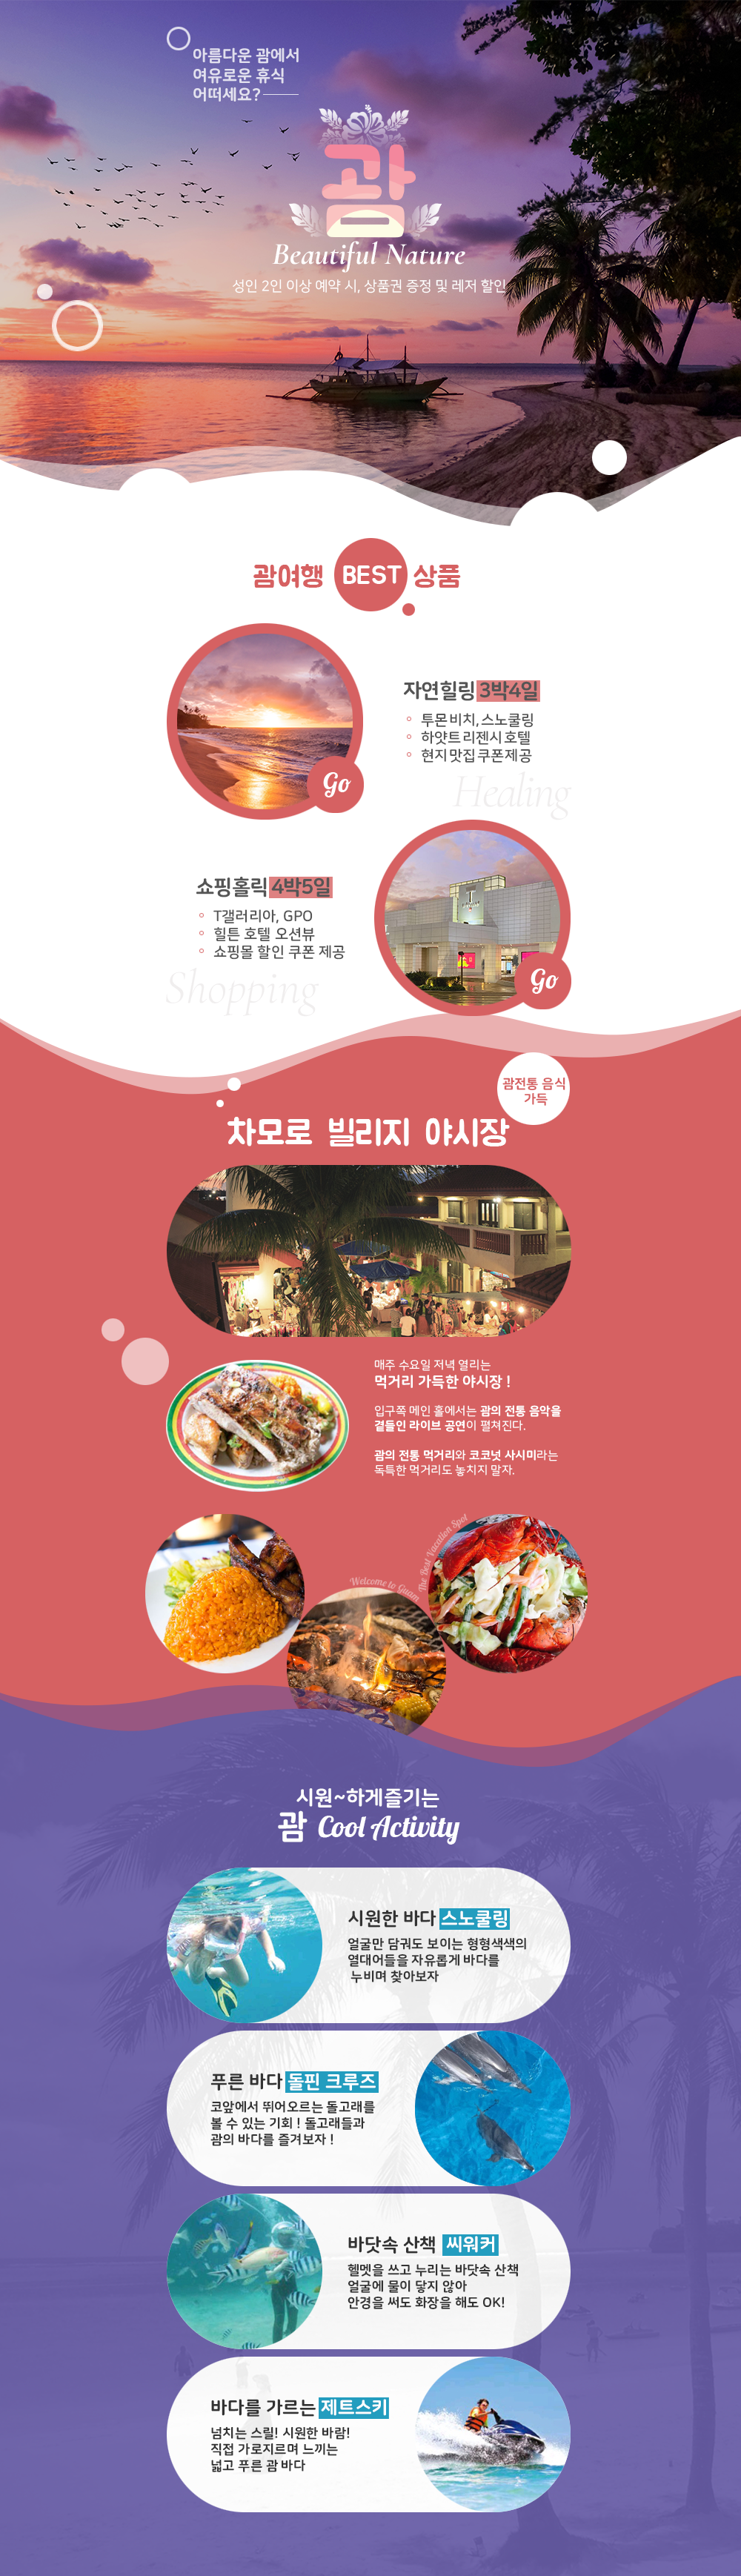 아름다운 괌에서
여유로운 휴식
어떠세요?
괌
Beautiful Nature
성인 2인 이상 예약 시, 상품권 증정 및 레저 할인
괌여행 BEST 상품
자연힐링 3박4일
투몬 비치, 스노쿨링
하얏트 리젠시 호텔
현지 맛집 쿠폰제공
Go
Healing
쇼핑홀릭 4박5일
T갤러리아, GPO
힐튼 호텔 오션뷰
쇼핑몰 할인 쿠폰 제공
Go
Shopping
괌전통 음식
가득
차모로 빌리지 야시장
매주 수요일 저녁 열리는
먹거리 가득한 야시장 !
입구쪽 메인 홀에서는 괌의 전통 음악을
곁들인 라이브 공연이 펼쳐진다.
괌의 전통 먹거리와 코코넛 사시미라는
독특한 먹거리도 놓치지 말자.
Welcome to Guam
The Best Vacation Spot
시원~하게즐기는
괌 Cool Activity
시원한 바다 스노쿨링
얼굴만 담궈도 보이는 형형색색의
열대어들을 자유롭게 바다를
누비며 찾아보자
푸른 바다 돌핀 크루즈
코앞에서 뛰어오르는 돌고래를
볼 수 있는 기회 ! 돌고래들과
괌의 바다를 즐겨보자 !
바닷속 산책 씨워커
헬멧을 쓰고 누리는 바닷속 산책
얼굴에 물이 닿지 않아
안경을 써도 화장을 해도 OK!
바다를 가르는 제트스키
넘치는 스릴! 시원한 바람!
직접 가로지르며 느끼는
넓고 푸른 괌 바다